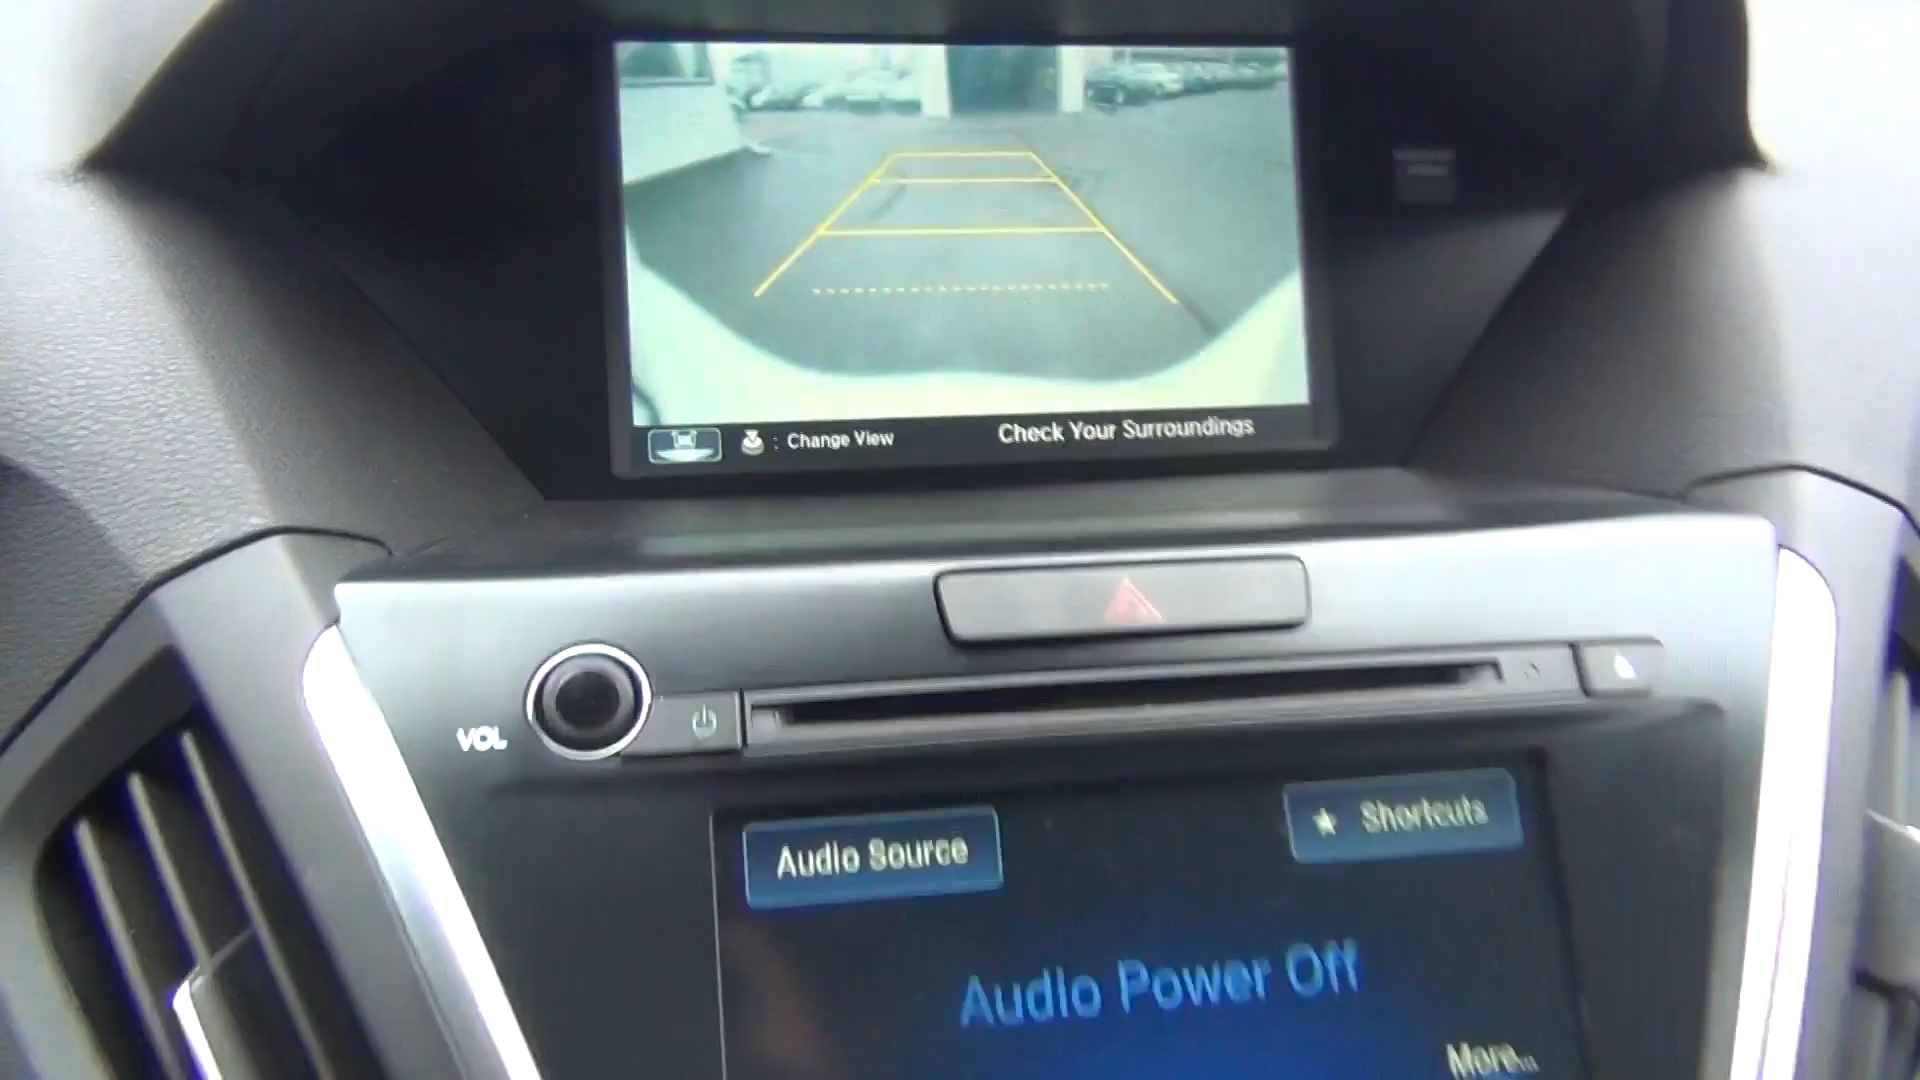 : Change View
Check Your Surroundings
VOL
Audio Source
★ Shortcuts
Audio Power Off
More...